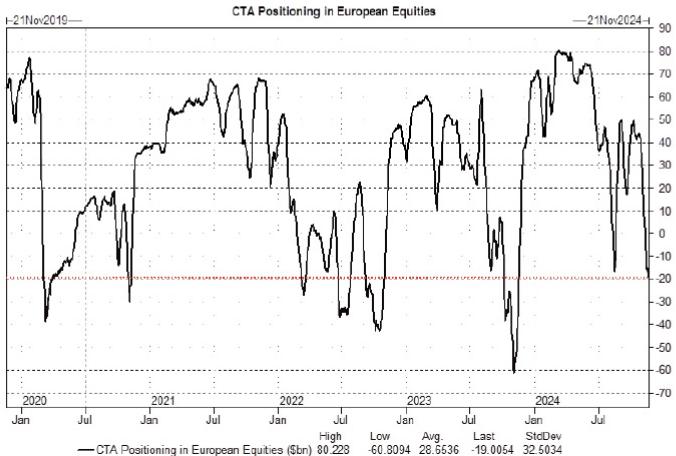 CTA Positioning in European Equities
21Nov2019 21Nov2024
90
80
70
60
50
40
30
20
10
0
-10
-20
-30
-40
-50
-60
-70
2020 2021 2022 2023 2024
Jan Jul Jan Jul Jan Jul Jan Jul Jan Jul
High Low Avg. Last StdDev
CTA Positioning in European Equities ($bn) 80.228 -60.8094 28.6536 -19.0054 32.5034